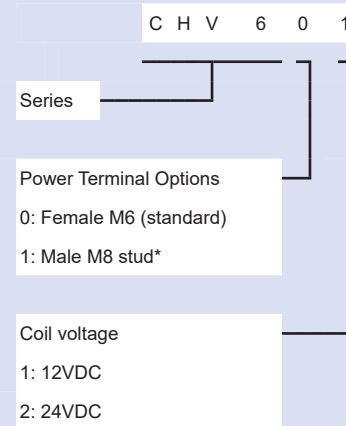 C H V 6 0 1
Series
Power Terminal Options
0: Female M6 (standard)
1: Male M8 stud*
Coil voltage
1: 12VDC
2: 24VDC